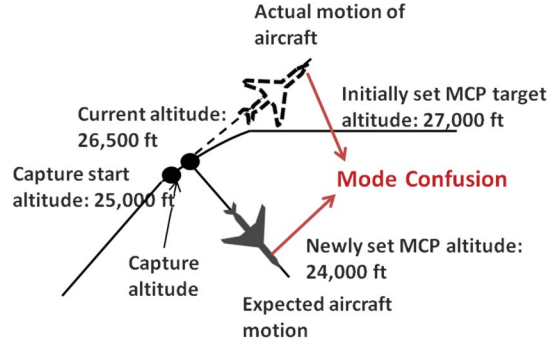 Actual motion of
aircraft
Initially set MCP target
altitude: 27,000 ft
Current altitude:
26,500 ft
Capture start
altitude: 25,000 ft
Mode Confusion
Capture
altitude
Newly set MCP altitude:
24,000 ft
Expected aircraft
motion